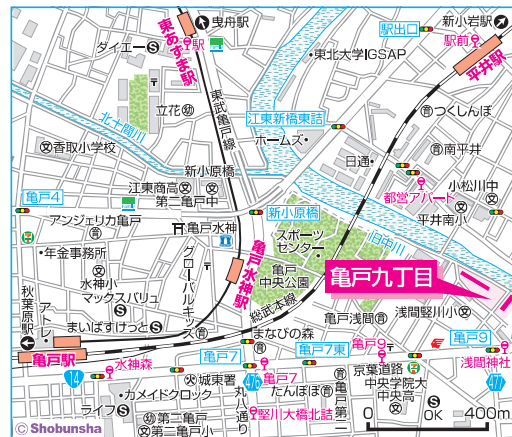 曳舟駅
駅出口
新小岩駅
ダイエーS
駅
東あずま駅
駅前
平井駅
東北大学IGSAP
つくしんぼ
立花幼
東武亀戸線
江東新橋東詰
北十間川
ホームズ
日通
南平井
香取小学校
新小原橋
都営アパート
小松川中
江東商高
第二亀戸中
平井南小
亀戸4
アンジェリカ亀戸
新小原橋
旧中川
亀戸水神
スポーツ
センター
年金事務所
グローバルキッズ
亀戸水神駅
亀戸
中央公園
亀戸九丁目
水神小
マックスバリュ
秋葉原駅
アトレ
まいばすけっとS
総武本線
亀戸浅間
浅間竪川小
まなびの森
亀戸駅
水神森
亀戸7
亀戸7東
亀戸9
亀戸9
浅間神社
14
城東署
476
亀戸7
京葉道路
477
カメイドクロック
丸八通り
たんぽぽ
亀戸第二
中央学院大
中央高
ライフS
竪川大橋北詰
S
OK
第二亀戸
第二亀戸小
0
400m
© Shobunsha